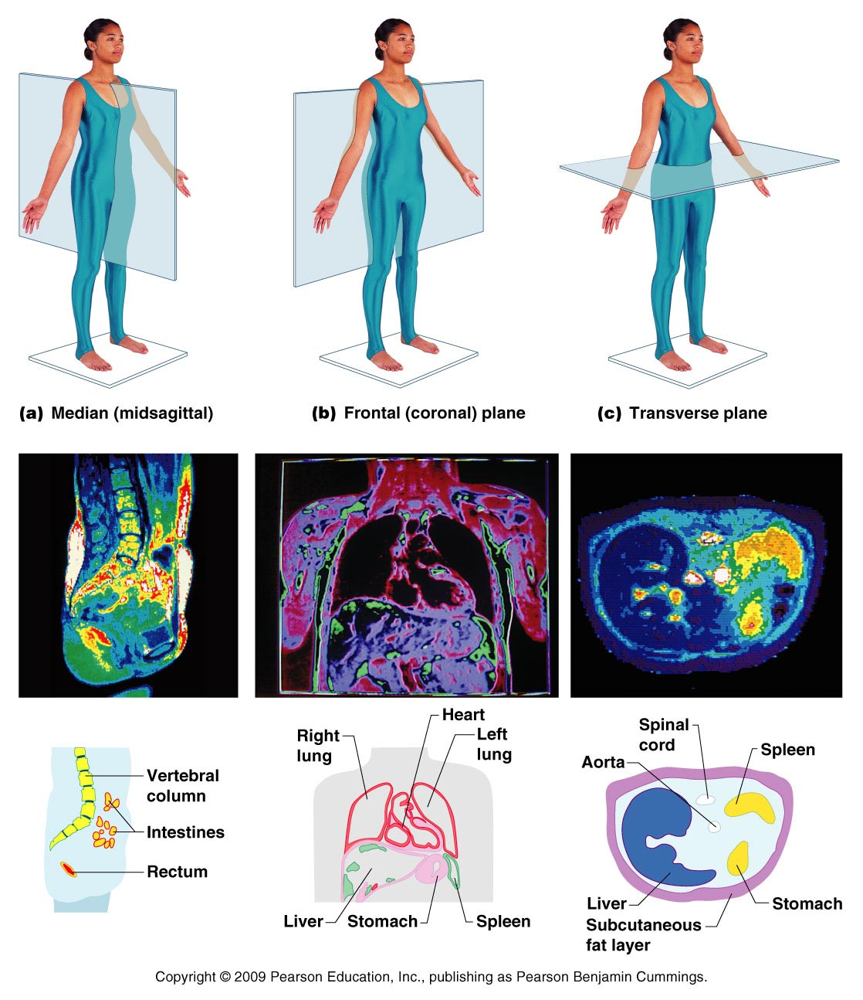 (a) Median (midsagittal)
(b) Frontal (coronal) plane
(c) Transverse plane
Vertebral
column
Intestines
Rectum
Right
lung
Heart
Left
lung
Liver
Stomach
Spleen
Spinal
cord
Aorta
Spleen
Liver
Subcutaneous
fat layer
Stomach
Copyright © 2009 Pearson Education, Inc., publishing as Pearson Benjamin Cummings.